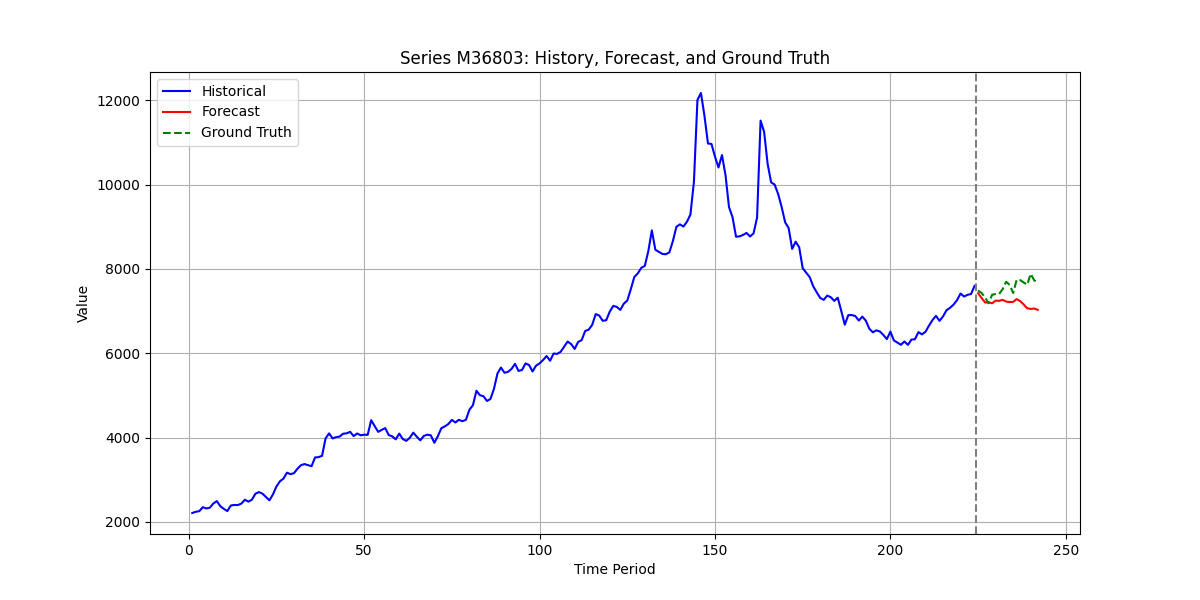 Series M36803: History, Forecast, and Ground Truth
Historical
Forecast
Ground Truth
12000
10000
8000
6000
4000
2000
Value
0
50
100
150
200
250
Time Period